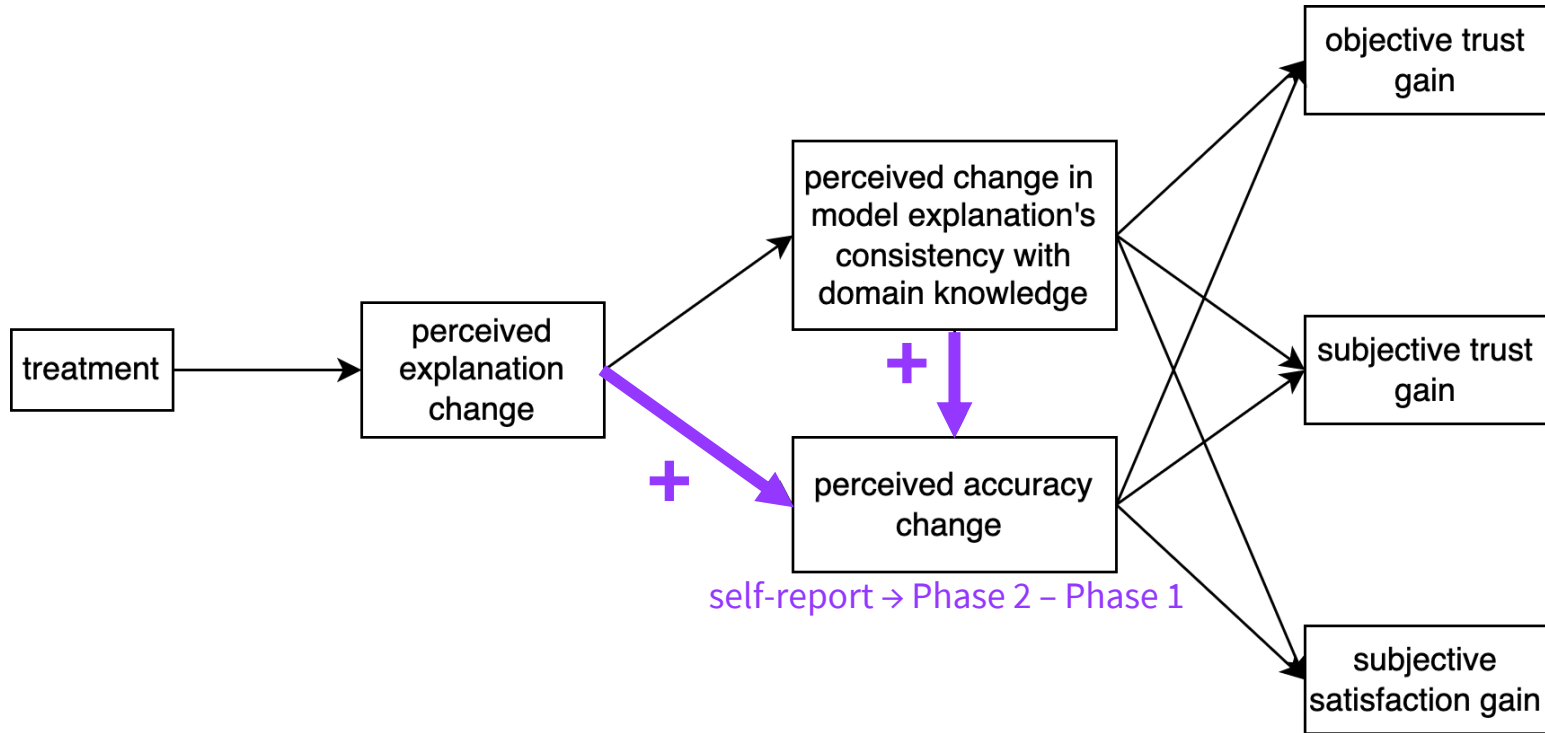 treatment
perceived
explanation
change
+
perceived change in
model explanation's
consistency with
domain knowledge
+
perceived accuracy
change
self-report → Phase 2 – Phase 1
objective trust
gain
subjective trust
gain
subjective
satisfaction gain